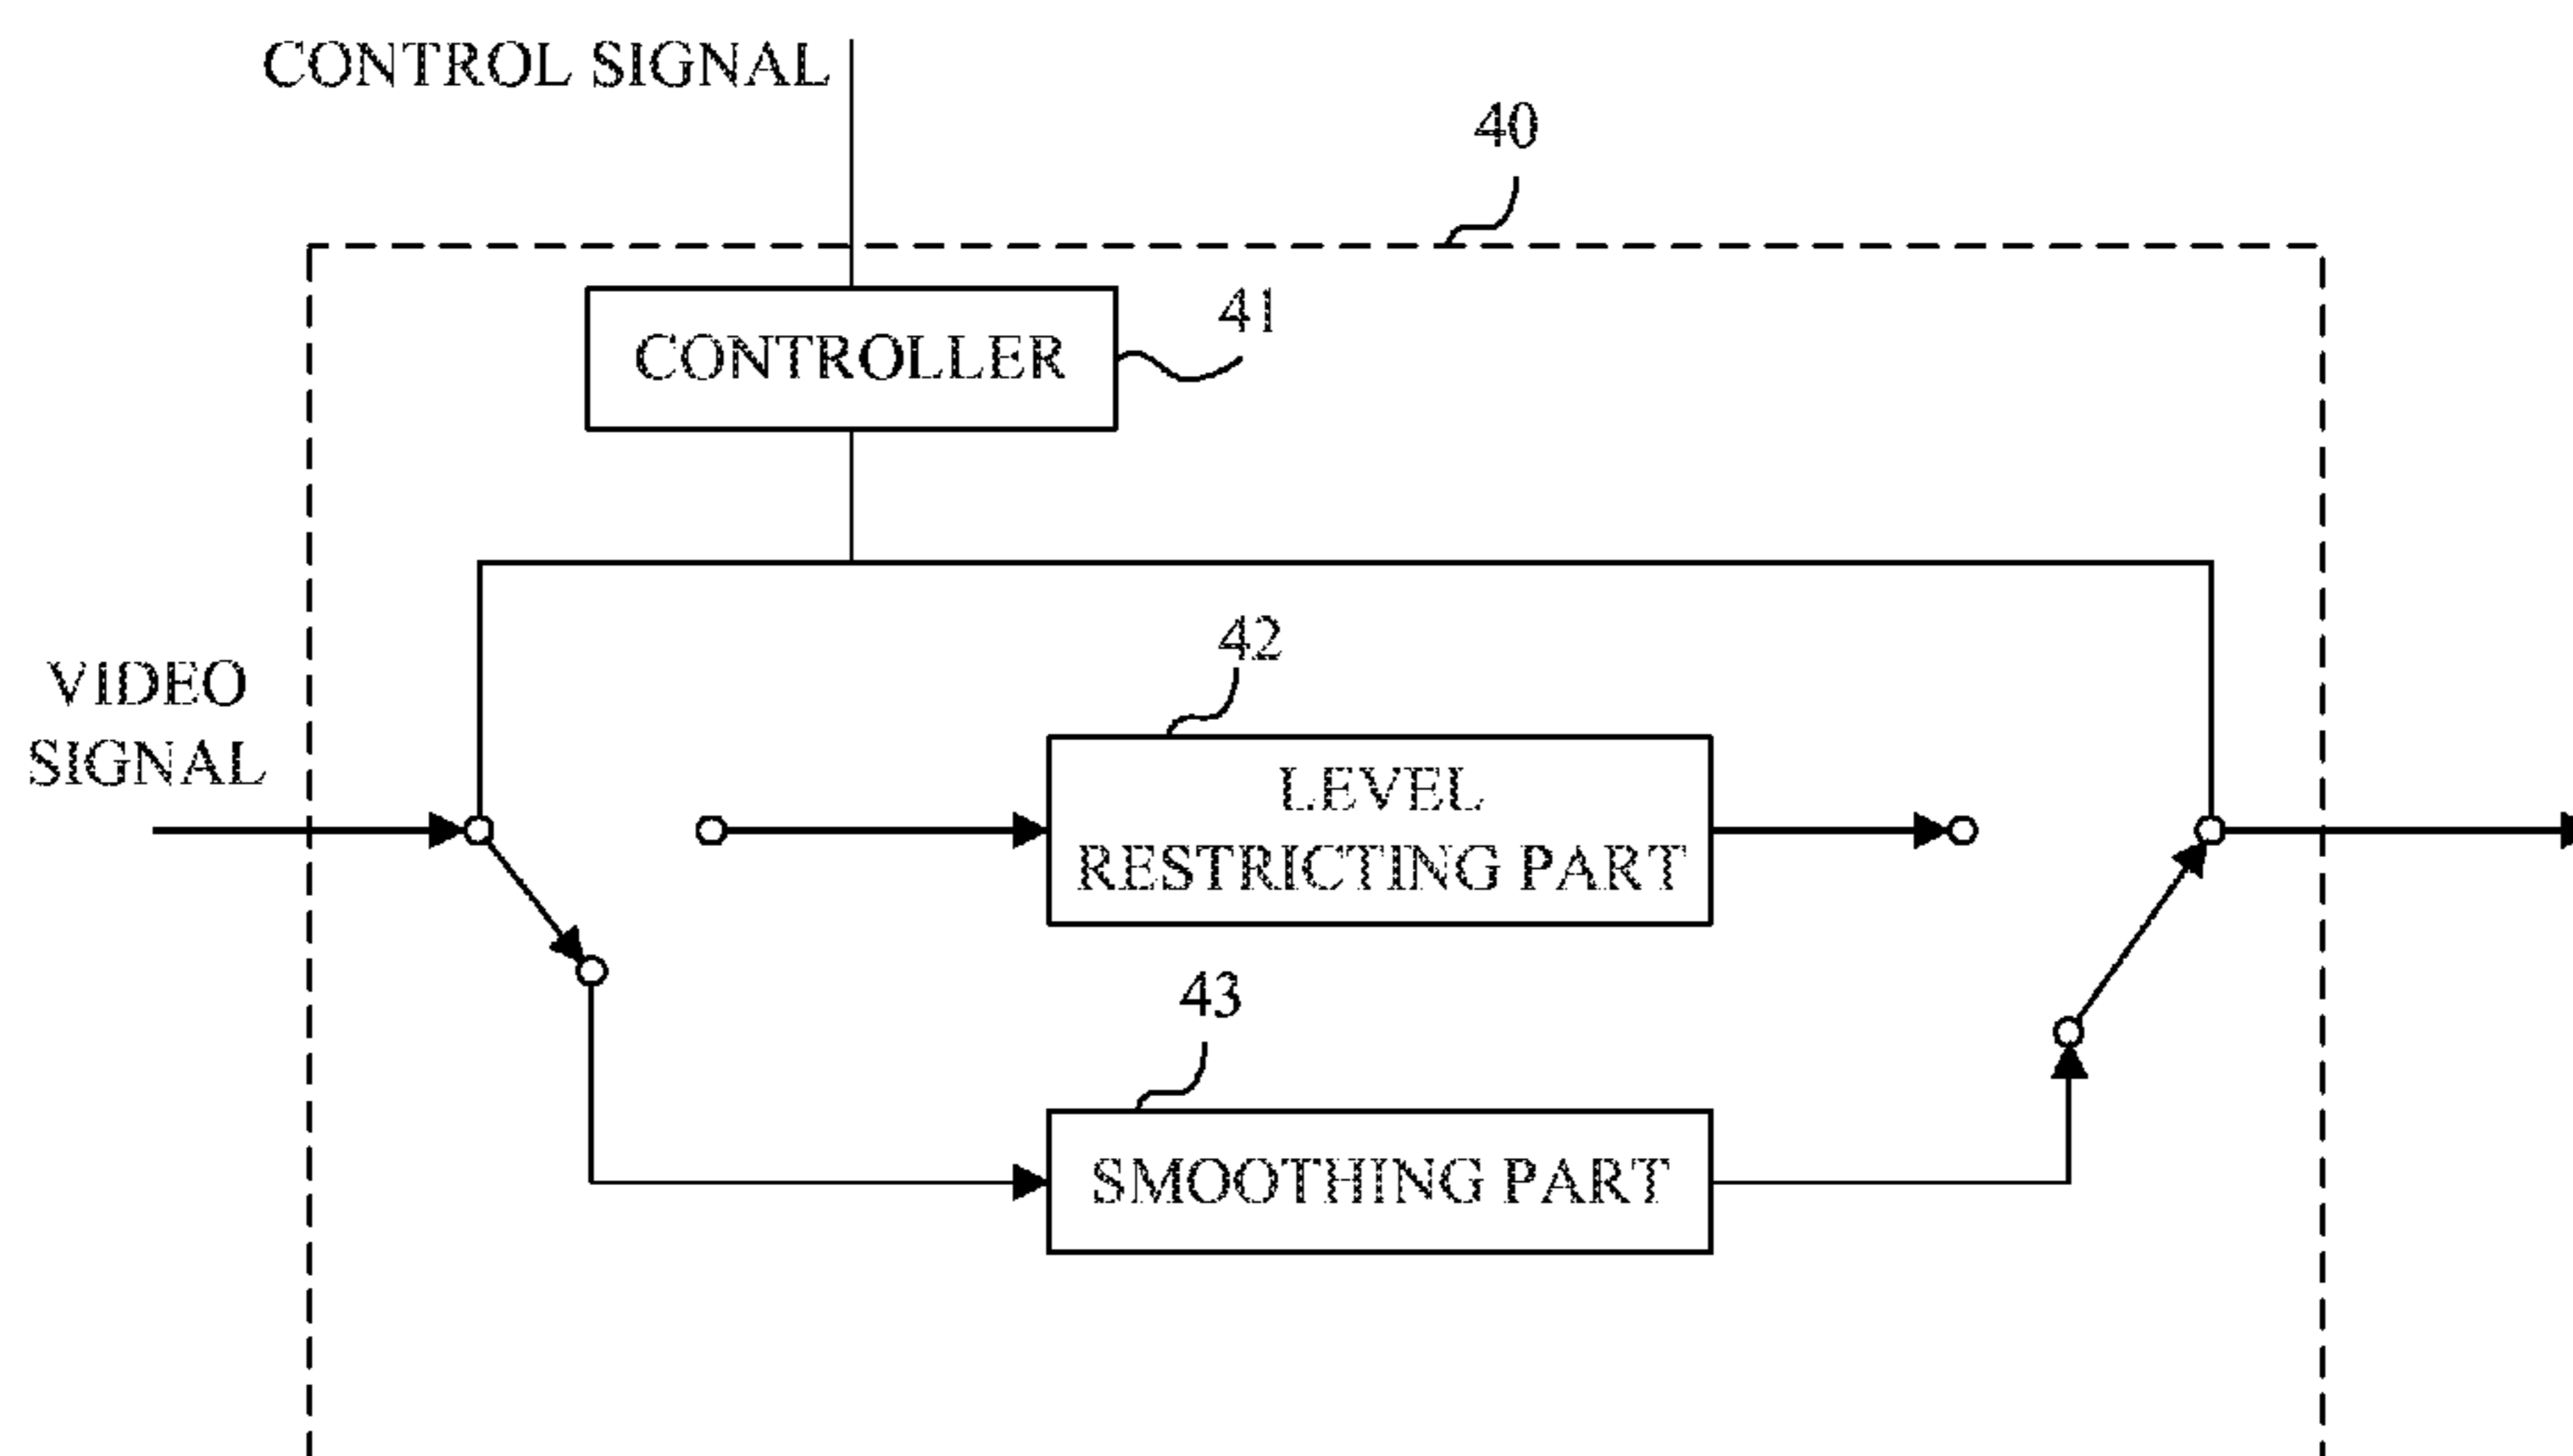 CONTROL SIGNAL
40
41
CONTROLLER
42
VIDEO
SIGNAL
LEVEL
RESTRICTING PART
43
SMOOTHING PART